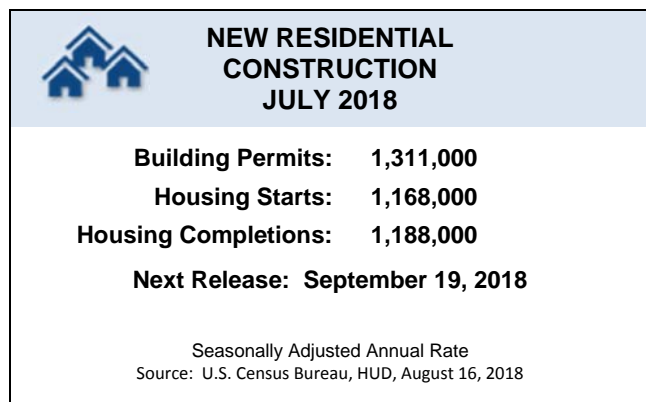 NEW RESIDENTIAL
CONSTRUCTION
JULY 2018
Building Permits: 1,311,000
Housing Starts: 1,168,000
Housing Completions: 1,188,000
Next Release: September 19, 2018
Seasonally Adjusted Annual Rate
Source: U.S. Census Bureau, HUD, August 16, 2018